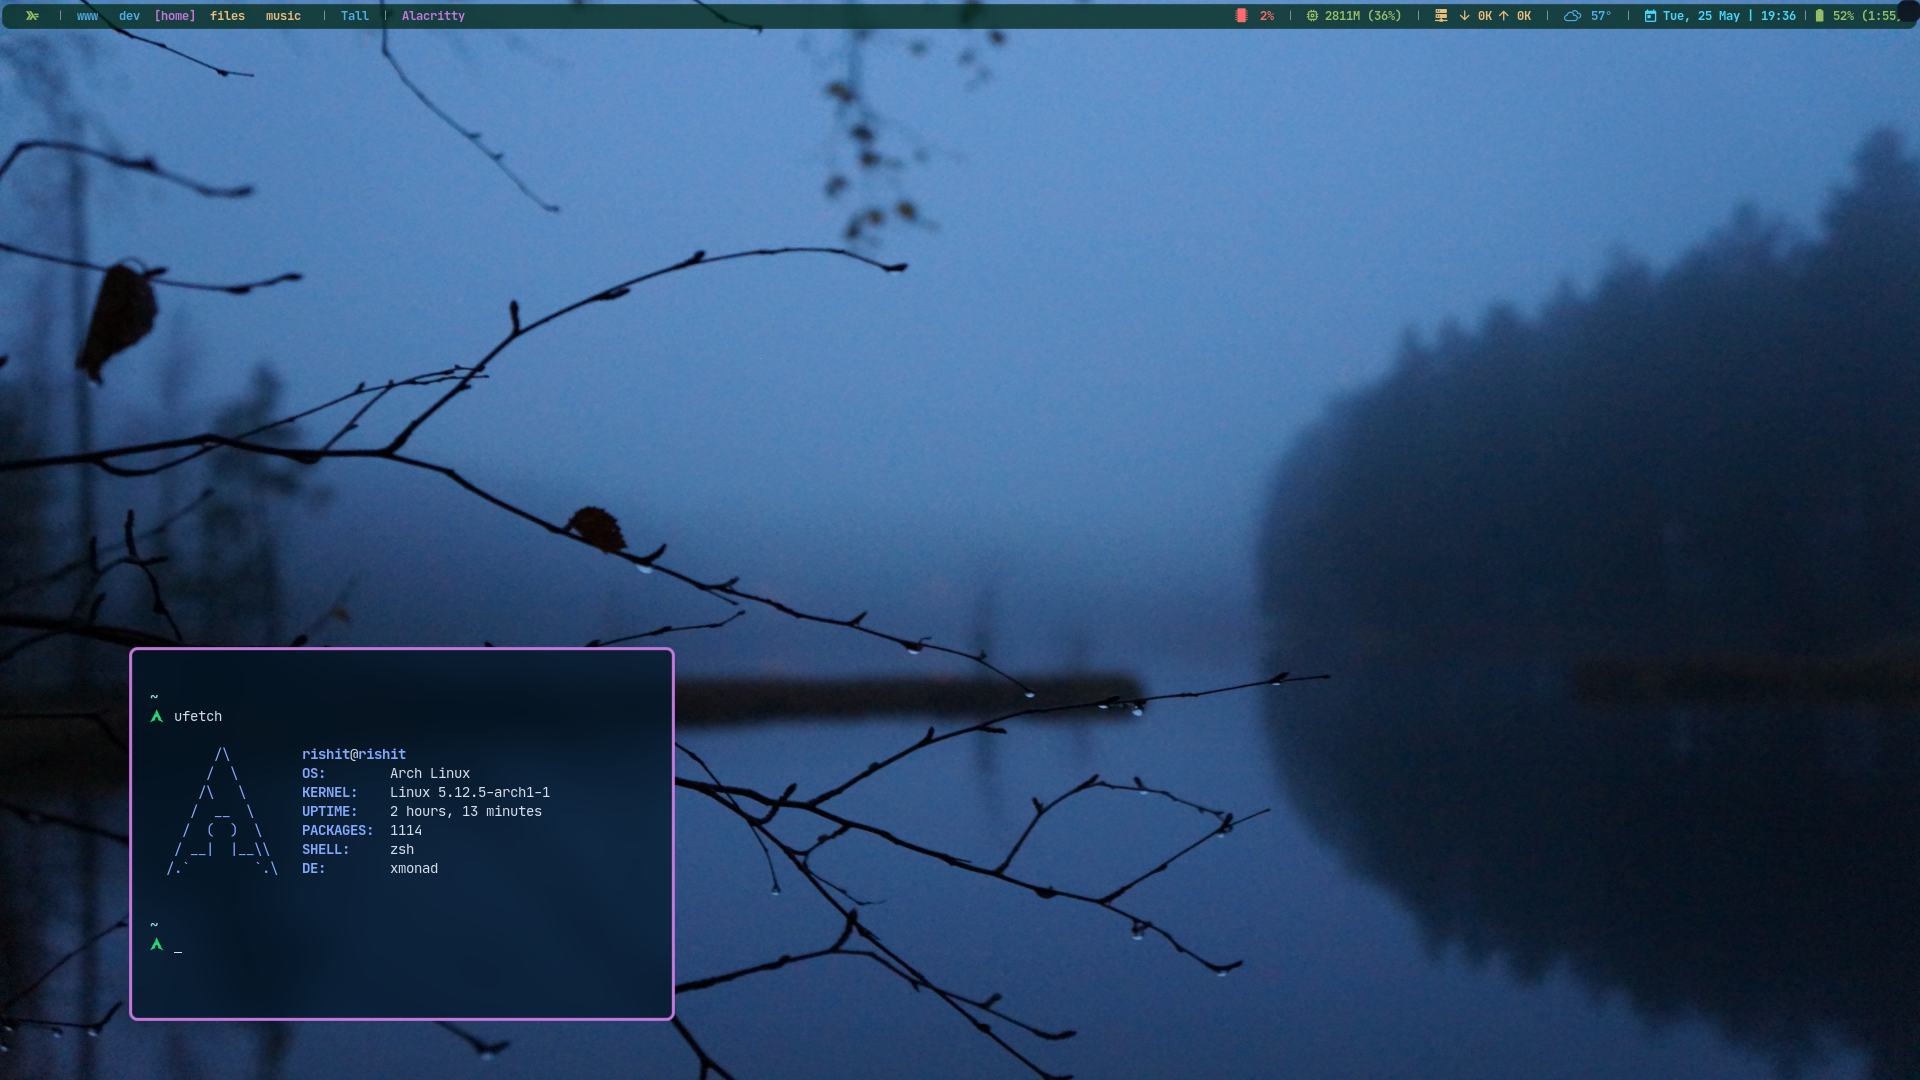 www dev [home] files music | Tall | Alacritty 2% | 2811M (36%) | ↓ 0K ↑ 0K | 57° | Tue, 25 May | 19:36 | 52% (1:55
~
ufetch
/\ rishit@rishit
/ \ OS: Arch Linux
/\ \ KERNEL: Linux 5.12.5-arch1-1
/ __ \ UPTIME: 2 hours, 13 minutes
/ ( ) \ PACKAGES: 1114
/ __| |__\\ SHELL: zsh
/.` `.\ DE: xmonad
~
_